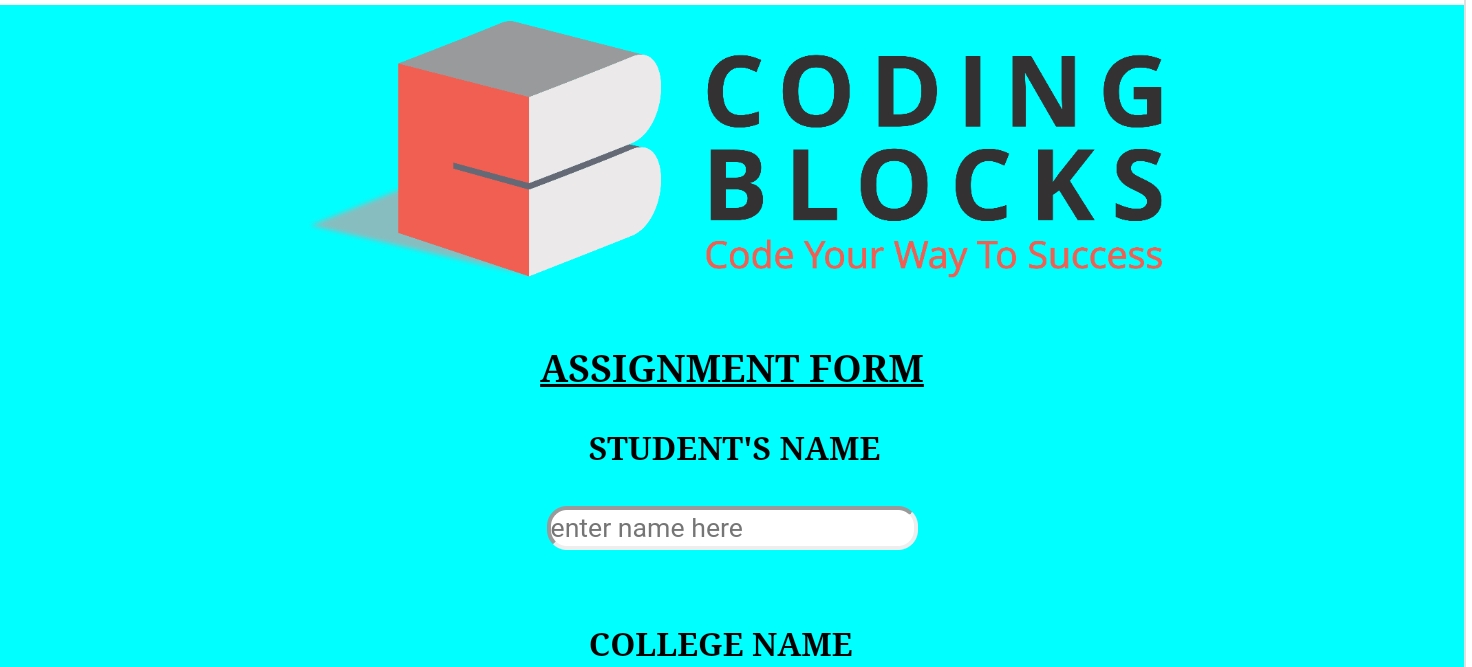 CODING
BLOCKS
Code Your Way To Success
ASSIGNMENT FORM
STUDENT'S NAME
enter name here
COLLEGE NAME